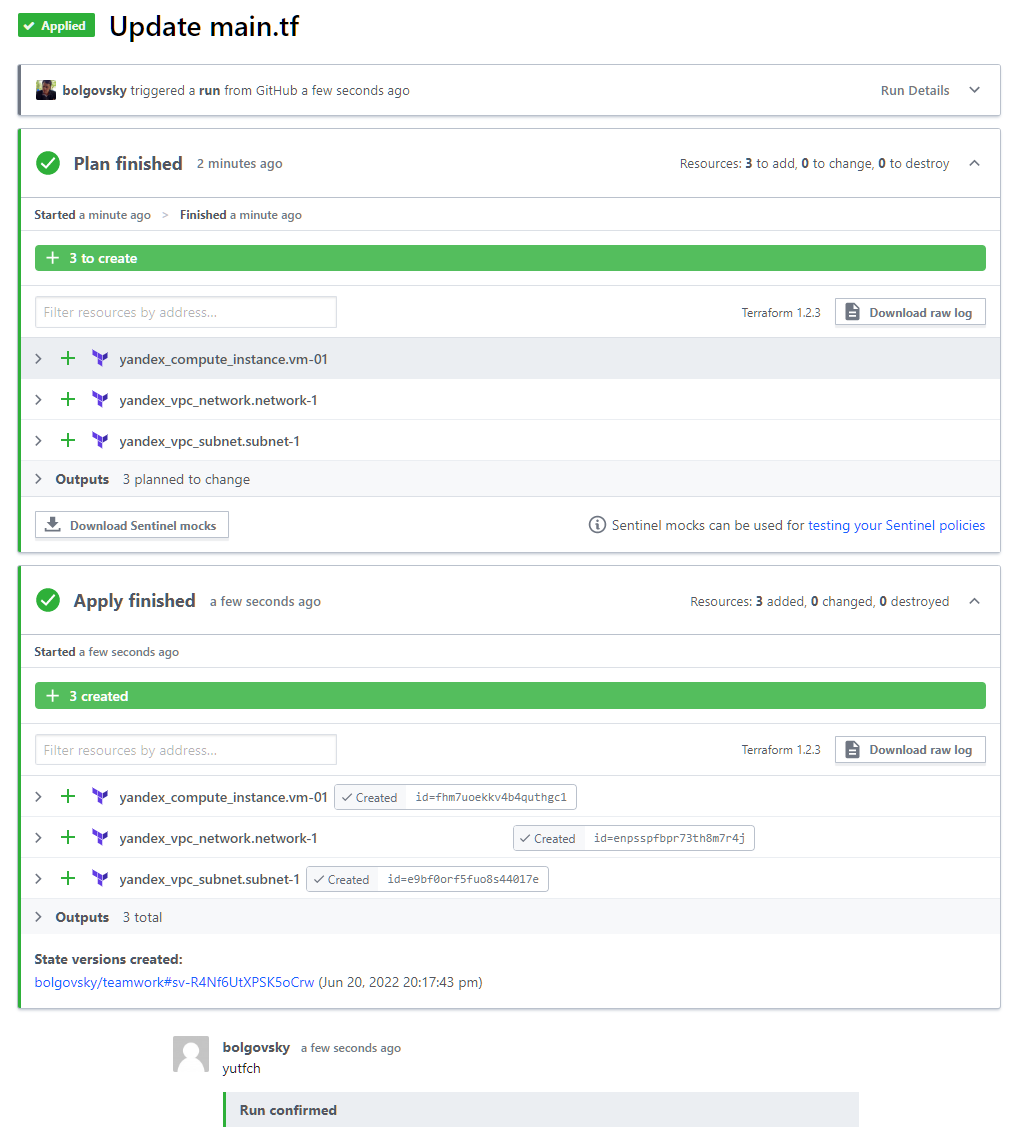 Applied Update main.tf
bolgovsky triggered a run from GitHub a few seconds ago Run Details
Plan finished 2 minutes ago Resources: 3 to add, 0 to change, 0 to destroy
Started a minute ago > Finished a minute ago
3 to create
Filter resources by address... Terraform 1.2.3 Download raw log
yandex_compute_instance.vm-01
yandex_vpc_network.network-1
yandex_vpc_subnet.subnet-1
Outputs 3 planned to change
Download Sentinel mocks Sentinel mocks can be used for testing your Sentinel policies
Apply finished a few seconds ago Resources: 3 added, 0 changed, 0 destroyed
Started a few seconds ago
3 created
Filter resources by address... Terraform 1.2.3 Download raw log
yandex_compute_instance.vm-01 Created id=fhm7uoekkv4b4quthgc1
yandex_vpc_network.network-1 Created id=enpsspfbpr73th8m7r4j
yandex_vpc_subnet.subnet-1 Created id=e9bf0orf5fuo8s44017e
Outputs 3 total
State versions created:
bolgovsky/teamwork#sv-R4Nf6UtXPSK5oCrw (Jun 20, 2022 20:17:43 pm)
bolgovsky a few seconds ago
yutfch
Run confirmed